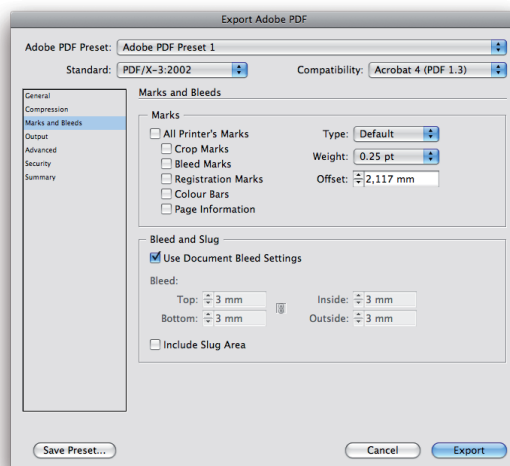 Export Adobe PDF
Adobe PDF Preset: Adobe PDF Preset 1
Standard: PDF/X-3:2002 Compatibility: Acrobat 4 (PDF 1.3)
General
Compression
Marks and Bleeds
Output
Advanced
Security
Summary
Marks and Bleeds
Marks
All Printer's Marks
Crop Marks
Bleed Marks
Registration Marks
Colour Bars
Page Information
Type: Default
Weight: 0.25 pt
Offset: 2,117 mm
Bleed and Slug
Use Document Bleed Settings
Bleed:
Top: 3 mm Inside: 3 mm
Bottom: 3 mm Outside: 3 mm
Include Slug Area
Save Preset... Cancel Export